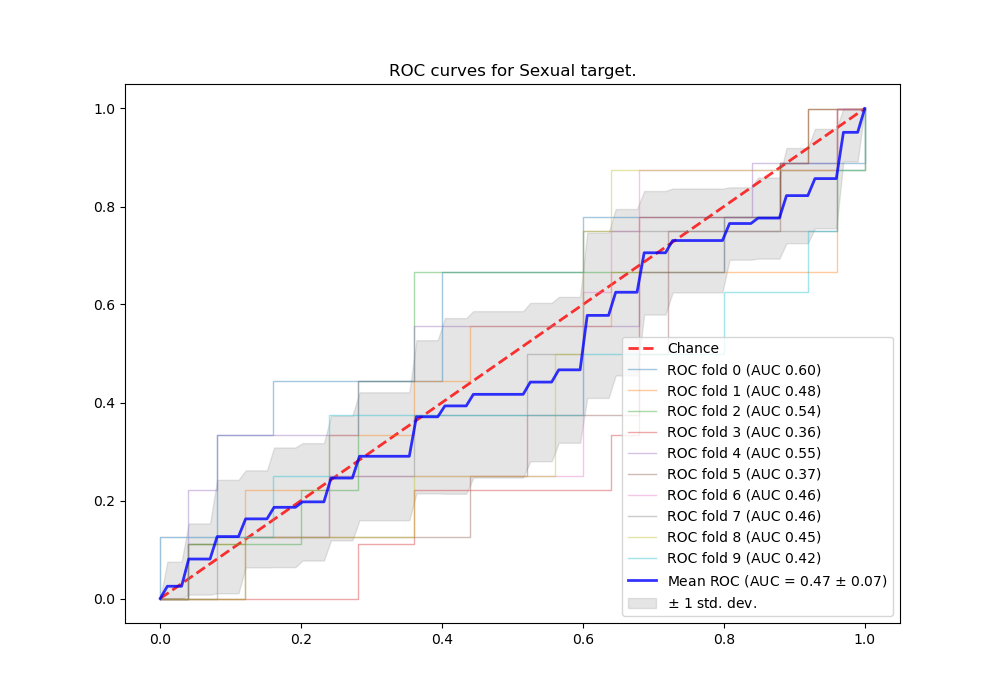 ROC curves for Sexual target.
1.0
0.8
0.6
0.4
0.2
0.0
0.0 0.2 0.4 0.6 0.8 1.0
Chance
ROC fold 0 (AUC 0.60)
ROC fold 1 (AUC 0.48)
ROC fold 2 (AUC 0.54)
ROC fold 3 (AUC 0.36)
ROC fold 4 (AUC 0.55)
ROC fold 5 (AUC 0.37)
ROC fold 6 (AUC 0.46)
ROC fold 7 (AUC 0.46)
ROC fold 8 (AUC 0.45)
ROC fold 9 (AUC 0.42)
Mean ROC (AUC = 0.47 ± 0.07)
± 1 std. dev.